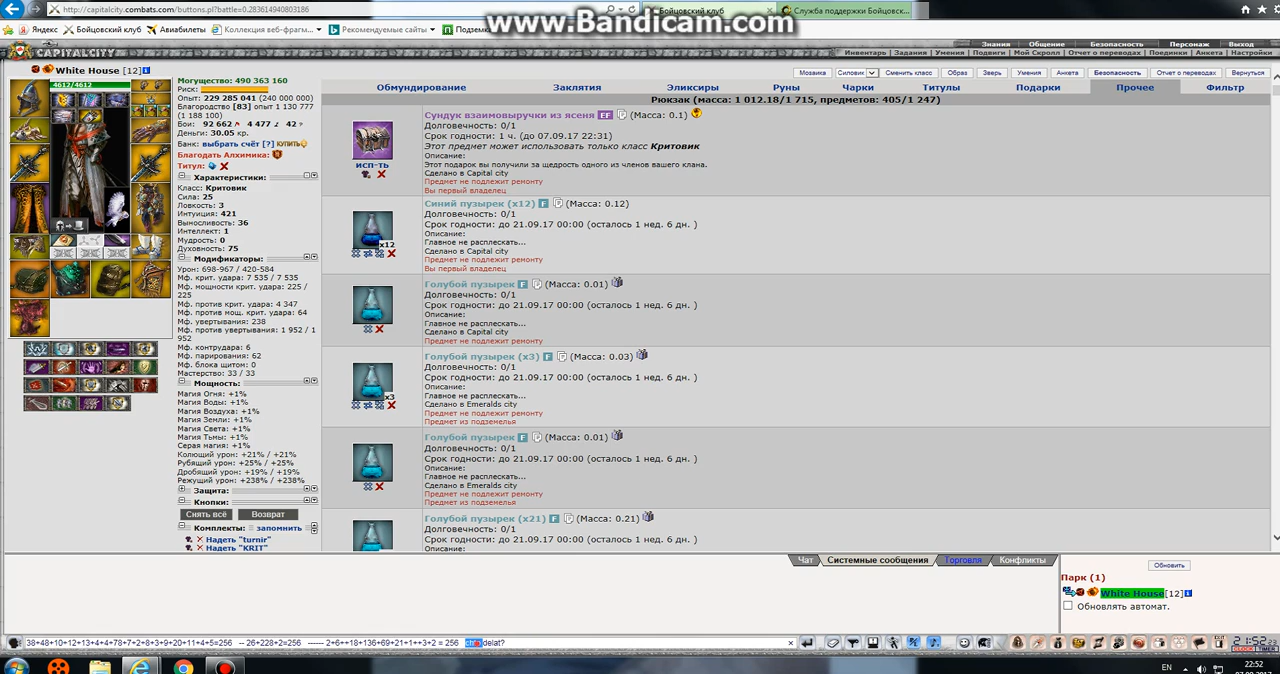 http://capitalcity.combats.com/buttons.pl?battle=0.283614940803186
Бойцовский клуб
Служба поддержки Бойцовск...
www.Bandicam.com
Яндекс
Бойцовский клуб
Авиабилеты
Коллекция веб-фрагм...
Рекомендуемые сайты
CAPITALCITY
Знания
Общение
Безопасность
Персонаж
Выход
Инвентарь | Задания | Умения | Подвиги | Мой Скролл | Отчет о переводах | Поединки | Анкета | Настройки
White House [12]
4612/4612
Мозаика
Силовик
Сменить класс
Образ
Зверь
Умения
Анкета
Безопасность
Отчет о переводах
Вернуться
Обмундирование
Заклятия
Эликсиры
Руны
Чарки
Титулы
Подарки
Прочее
Фильтр
Рюкзак (масса: 1 012.18/1 715, предметов: 405/1 247)
Могущество: 490 363 160
Риск:
Опыт: 229 285 041 (240 000 000)
Благородство [83] опыт 1 130 777
(1 188 100)
Бои: 92 662 4 477 42
Деньги: 30.05 кр.
Банк: выбрать счёт [?] КУПИТЬ
Благодать Алхимика:
Титул:
Характеристики:
Класс: Критовик
Сила: 25
Ловкость: 3
Интуиция: 421
Выносливость: 36
Интеллект: 1
Мудрость: 0
Духовность: 75
Модификаторы:
Урон: 698-967 / 420-584
Мф. крит. удара: 7 535 / 7 535
Мф. мощности крит. удара: 225 /
225
Мф. против крит. удара: 4 347
Мф. против мощ. крит. удара: 64
Мф. увертывания: 238
Мф. против увертывания: 1 952 / 1
952
Мф. контрудара: 6
Мф. парирования: 62
Мф. блока щитом: 0
Мастерство: 33 / 33
Мощность:
Магия Огня: +1%
Магия Воды: +1%
Магия Воздуха: +1%
Магия Земли: +1%
Магия Света: +1%
Магия Тьмы: +1%
Серая магия: +1%
Колющий урон: +21% / +21%
Рубящий урон: +25% / +25%
Дробящий урон: +19% / +19%
Режущий урон: +238% / +238%
Защита:
Кнопки:
Снять всё
Возврат
Комплекты: запомнить
Надеть "turnir"
Надеть "KRIT"
Сундук взаимовыручки из ясеня EF (Масса: 0.1)
Долговечность: 0/1
Срок годности: 1 ч. (до 07.09.17 22:31)
Этот предмет может использовать только класс Критовик
Описание:
Этот подарок вы получили за щедрость одного из членов вашего клана.
Сделано в Capital city
Предмет не подлежит ремонту
Вы первый владелец
исп-ть
Синий пузырек (x12) F (Масса: 0.12)
Долговечность: 0/1
Срок годности: до 21.09.17 00:00 (осталось 1 нед. 6 дн. )
Описание:
Главное не расплескать...
Сделано в Capital city
Предмет не подлежит ремонту
Вы первый владелец
x12
Голубой пузырек F (Масса: 0.01)
Долговечность: 0/1
Срок годности: до 21.09.17 00:00 (осталось 1 нед. 6 дн. )
Описание:
Главное не расплескать...
Сделано в Capital city
Предмет не подлежит ремонту
Голубой пузырек (x3) F (Масса: 0.03)
Долговечность: 0/1
Срок годности: до 21.09.17 00:00 (осталось 1 нед. 6 дн. )
Описание:
Главное не расплескать...
Сделано в Emeralds city
Предмет не подлежит ремонту
Предмет из подземелья
x3
Голубой пузырек F (Масса: 0.01)
Долговечность: 0/1
Срок годности: до 21.09.17 00:00 (осталось 1 нед. 6 дн. )
Описание:
Главное не расплескать...
Сделано в Emeralds city
Предмет не подлежит ремонту
Предмет из подземелья
Голубой пузырек (x21) F (Масса: 0.21)
Долговечность: 0/1
Срок годности: до 21.09.17 00:00 (осталось 1 нед. 6 дн. )
Описание:
Чат
Системные сообщения
Торговля
Конфликты
Обновить
Парк (1)
White House[12]
Обновлять автомат.
38+48+10+12+13+4+4+78+7+2+8+3+9+20+11+4+5=256 -- 26+228+2=256 ------ 2+6++18+136+69+21+1++3+2 = 256
delat?
EN
22:52